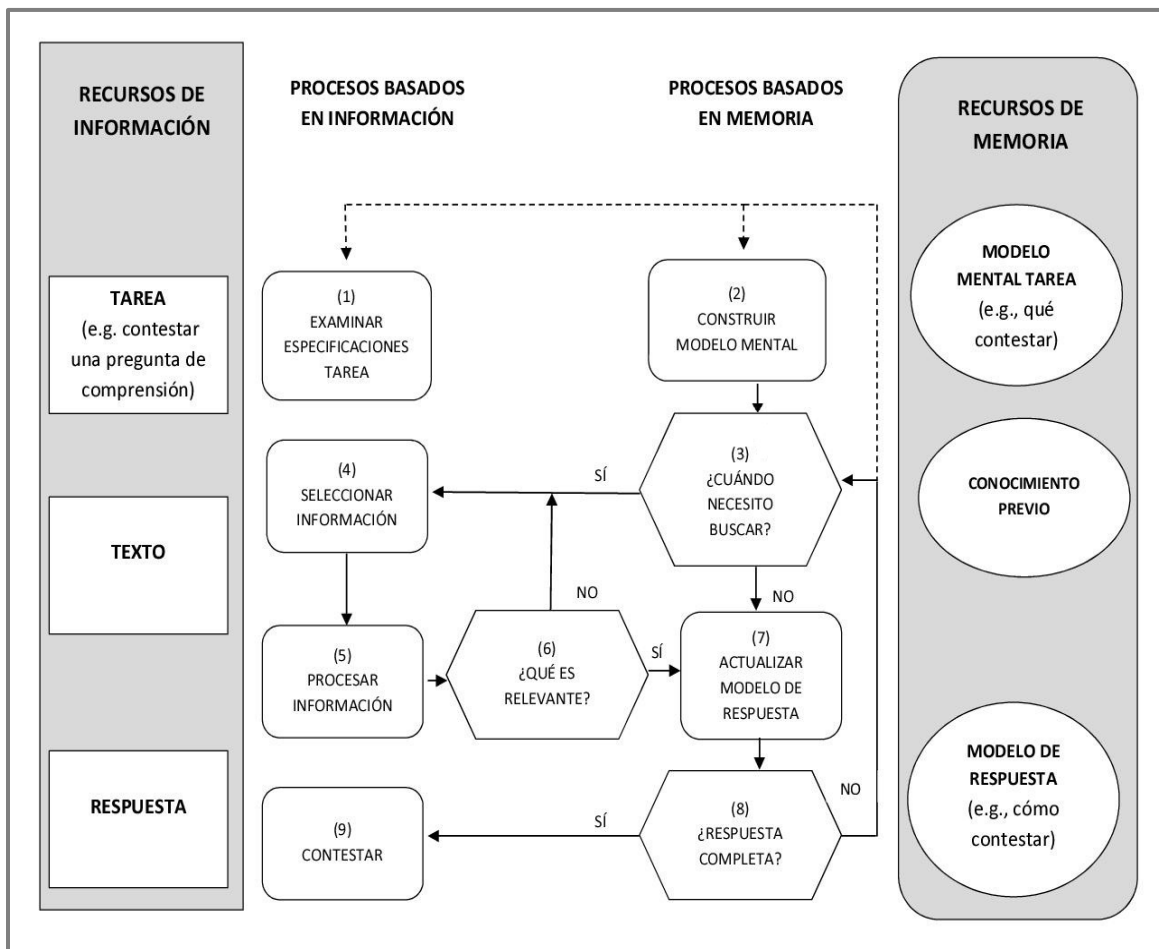 RECURSOS DE
INFORMACIÓN
PROCESOS BASADOS
EN INFORMACIÓN
PROCESOS BASADOS
EN MEMORIA
RECURSOS DE
MEMORIA
TAREA
(e.g. contestar
una pregunta de
comprensión)
(1)
EXAMINAR
ESPECIFICACIONES
TAREA
(2)
CONSTRUIR
MODELO MENTAL
MODELO
MENTAL TAREA
(e.g., qué
contestar)
(3)
¿CUÁNDO
NECESITO
BUSCAR?
SÍ
(4)
SELECCIONAR
INFORMACIÓN
CONOCIMIENTO
PREVIO
TEXTO
NO
NO
(5)
PROCESAR
INFORMACIÓN
(6)
¿QUÉ ES
RELEVANTE?
SÍ
(7)
ACTUALIZAR
MODELO DE
RESPUESTA
RESPUESTA
(9)
CONTESTAR
SÍ
(8)
¿RESPUESTA
COMPLETA?
NO
MODELO DE
RESPUESTA
(e.g., cómo
contestar)